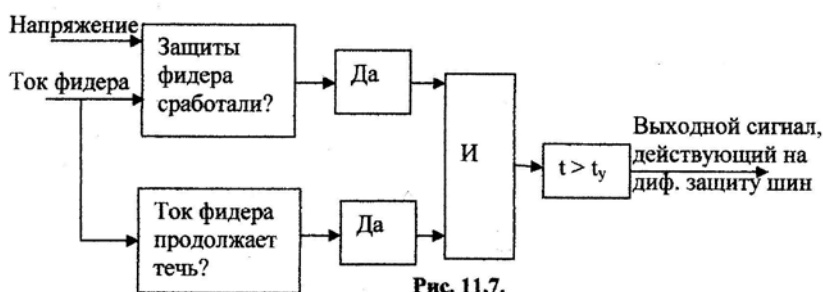 Напряжение
Ток фидера
Защиты
фидера
сработали?
Да
И
t > tу
Выходной сигнал,
действующий на
диф. защиту шин
Ток фидера
продолжает
течь?
Да
Рис. 11.7.